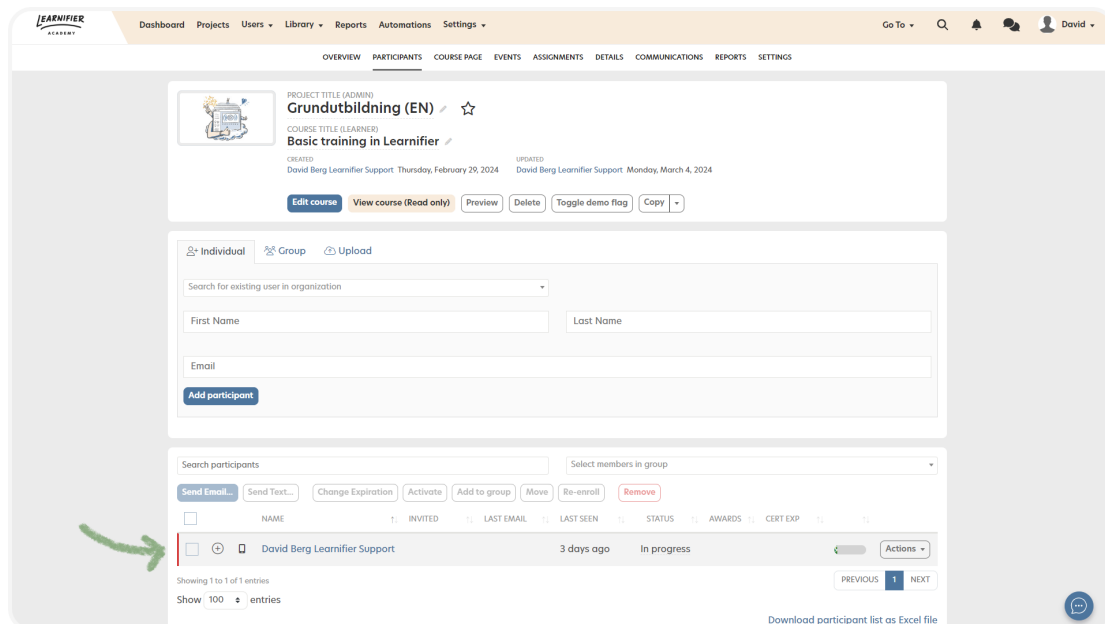 LEARNIFIER
ACADEMY
Dashboard Projects Users Library Reports Automations Settings Go To David
OVERVIEW PARTICIPANTS COURSE PAGE EVENTS ASSIGNMENTS DETAILS COMMUNICATIONS REPORTS SETTINGS
PROJECT TITLE (ADMIN)
Grundutbildning (EN)
COURSE TITLE (LEARNER)
Basic training in Learnifier
CREATED UPDATED
David Berg Learnifier Support Thursday, February 29, 2024 David Berg Learnifier Support Monday, March 4, 2024
Edit course View course (Read only) Preview Delete Toggle demo flag Copy
Individual Group Upload
Search for existing user in organization
First Name Last Name
Email
Add participant
Search participants Select members in group
Send Email... Send Text... Change Expiration Activate Add to group Move Re-enroll Remove
NAME INVITED LAST EMAIL LAST SEEN STATUS AWARDS CERT EXP
David Berg Learnifier Support 3 days ago In progress Actions
Showing 1 to 1 of 1 entries PREVIOUS 1 NEXT
Show 100 entries
Download participant list as Excel file